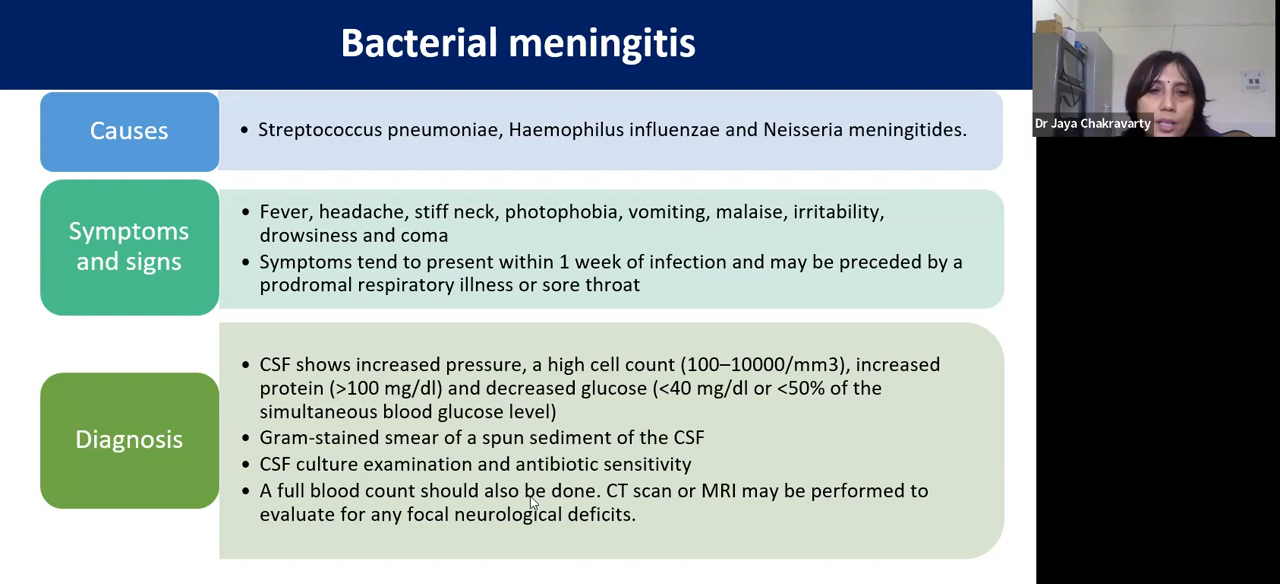 Bacterial meningitis
Dr Jaya Chakravarty
Causes
• Streptococcus pneumoniae, Haemophilus influenzae and Neisseria meningitides.
Symptoms
and signs
• Fever, headache, stiff neck, photophobia, vomiting, malaise, irritability,
drowsiness and coma
• Symptoms tend to present within 1 week of infection and may be preceded by a
prodromal respiratory illness or sore throat
Diagnosis
• CSF shows increased pressure, a high cell count (100–10000/mm3), increased
protein (>100 mg/dl) and decreased glucose (<40 mg/dl or <50% of the
simultaneous blood glucose level)
• Gram-stained smear of a spun sediment of the CSF
• CSF culture examination and antibiotic sensitivity
• A full blood count should also be done. CT scan or MRI may be performed to
evaluate for any focal neurological deficits.